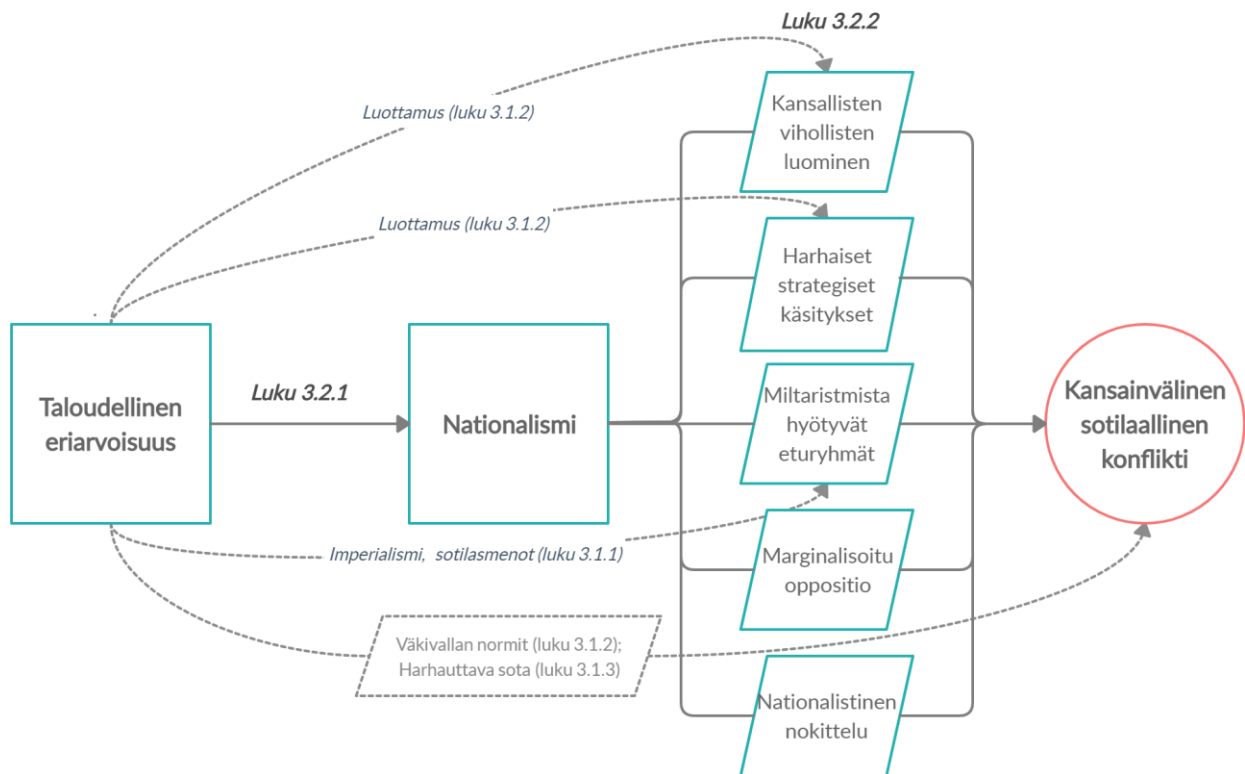 Luku 3.2.2
Kansallisten
vihollisten
luominen
Luottamus (luku 3.1.2)
Luottamus (luku 3.1.2)
Harhaiset
strategiset
käsitykset
Taloudellinen
eriarvoisuus
Luku 3.2.1
Nationalismi
Miltaristmista
hyötyvät
eturyhmät
Kansainvälinen
sotilaallinen
konflikti
Imperialismi, sotilasmenot (luku 3.1.1)
Marginalisoitu
oppositio
Väkivallan normit (luku 3.1.2);
Harhauttava sota (luku 3.1.3)
Nationalistinen
nokittelu